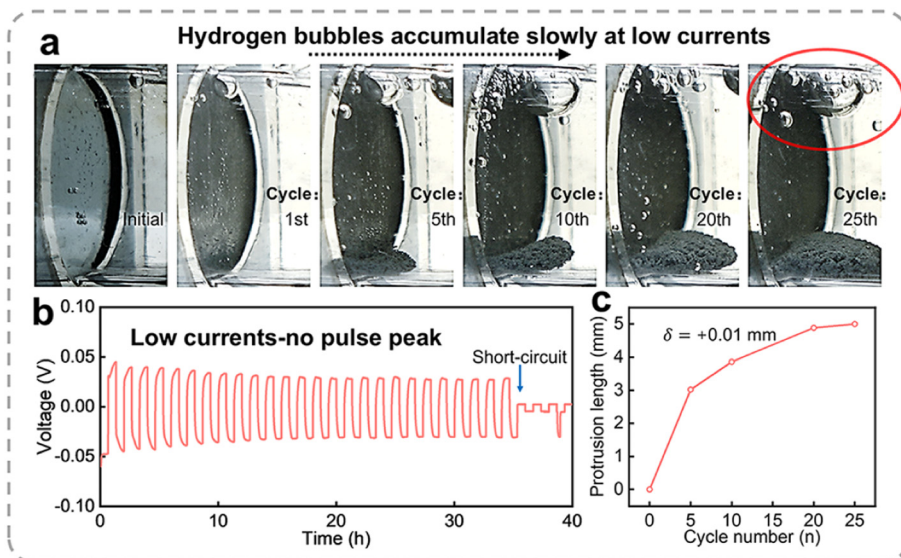 a
Hydrogen bubbles accumulate slowly at low currents
Initial
Cycle:
1st
Cycle:
5th
Cycle:
10th
Cycle:
20th
Cycle:
25th
b
Low currents-no pulse peak
Short-circuit
Voltage (V)
0.10
0.05
0.00
-0.05
-0.10
0 10 20 30 40
Time (h)
c
δ = +0.01 mm
Protrusion length (mm)
5
4
3
2
1
0
0 5 10 15 20 25
Cycle number (n)